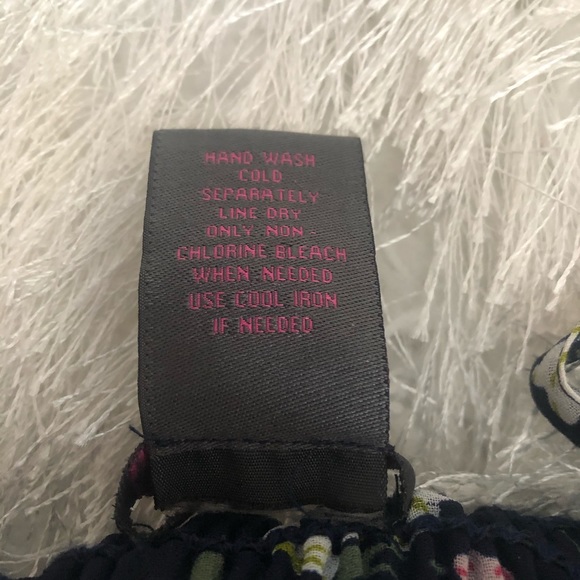 HAND WASH
COLD
SEPARATELY
LINE DRY
ONLY NON-
CHLORINE BLEACH
WHEN NEEDED
USE COOL IRON
IF NEEDED